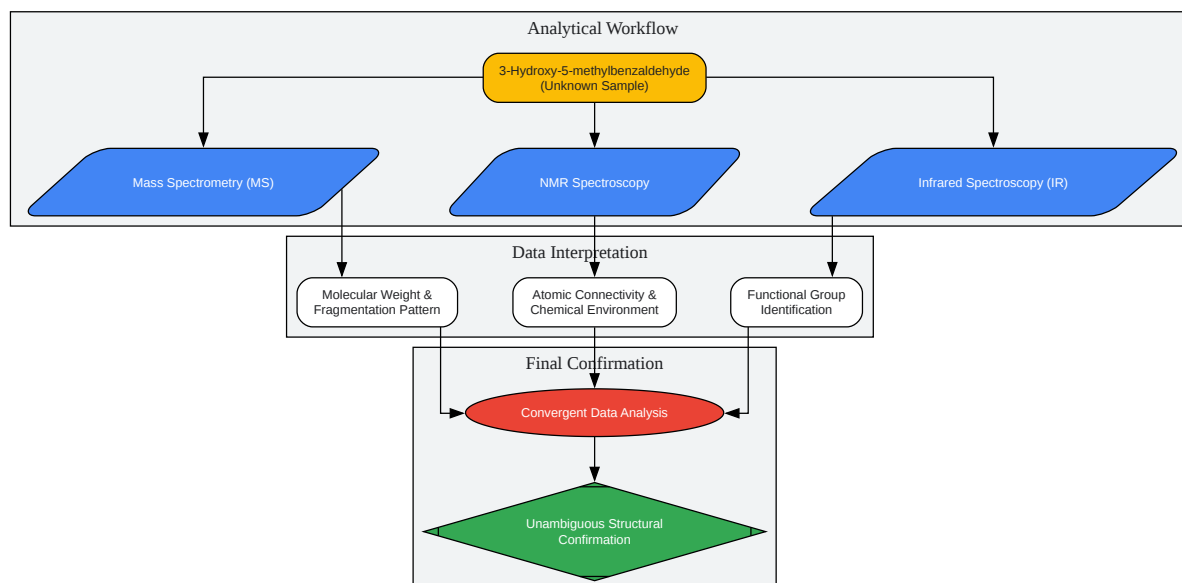 Analytical Workflow
3-Hydroxy-5-methylbenzaldehyde
(Unknown Sample)
Mass Spectrometry (MS)
NMR Spectroscopy
Infrared Spectroscopy (IR)
Data Interpretation
Molecular Weight &
Fragmentation Pattern
Atomic Connectivity &
Chemical Environment
Functional Group
Identification
Final Confirmation
Convergent Data Analysis
Unambiguous Structural
Confirmation